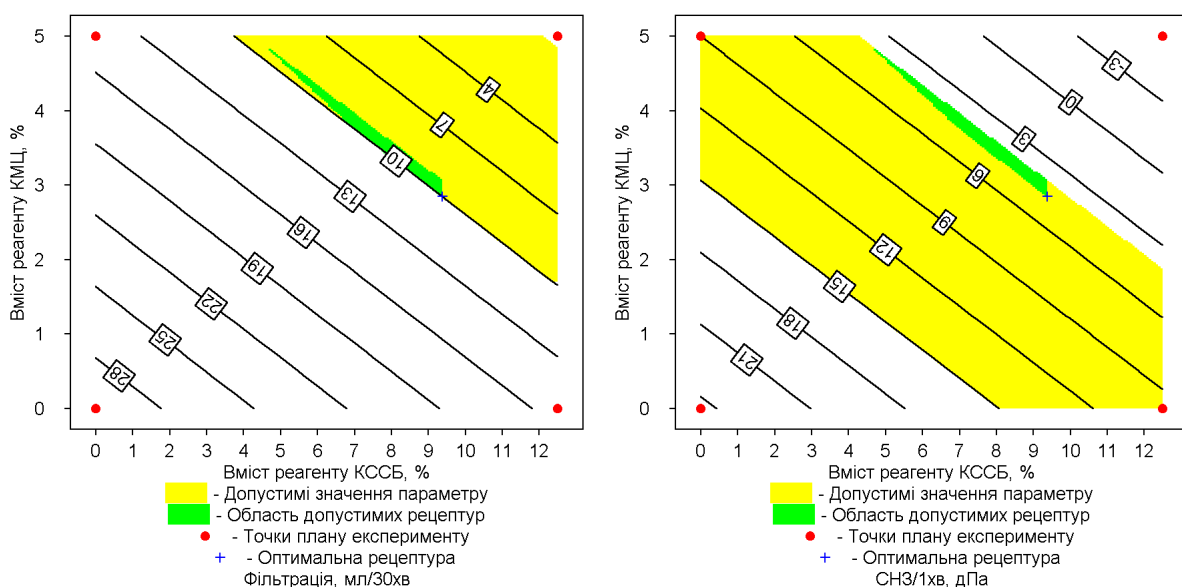 5
4
3
2
1
0
Вміст реагенту КМЦ, %
28
25
22
19
16
13
10
7
4
0 1 2 3 4 5 6 7 8 9 10 11 12
Вміст реагенту КССБ, %
- Допустимі значення параметру
- Область допустимих рецептур
- Точки плану експерименту
- Оптимальна рецептура
Фільтрація, мл/30хв
5
4
3
2
1
0
Вміст реагенту КМЦ, %
21
18
15
12
9
6
3
0
-3
0 1 2 3 4 5 6 7 8 9 10 11 12
Вміст реагенту КССБ, %
- Допустимі значення параметру
- Область допустимих рецептур
- Точки плану експерименту
- Оптимальна рецептура
СНЗ/1хв, дПа